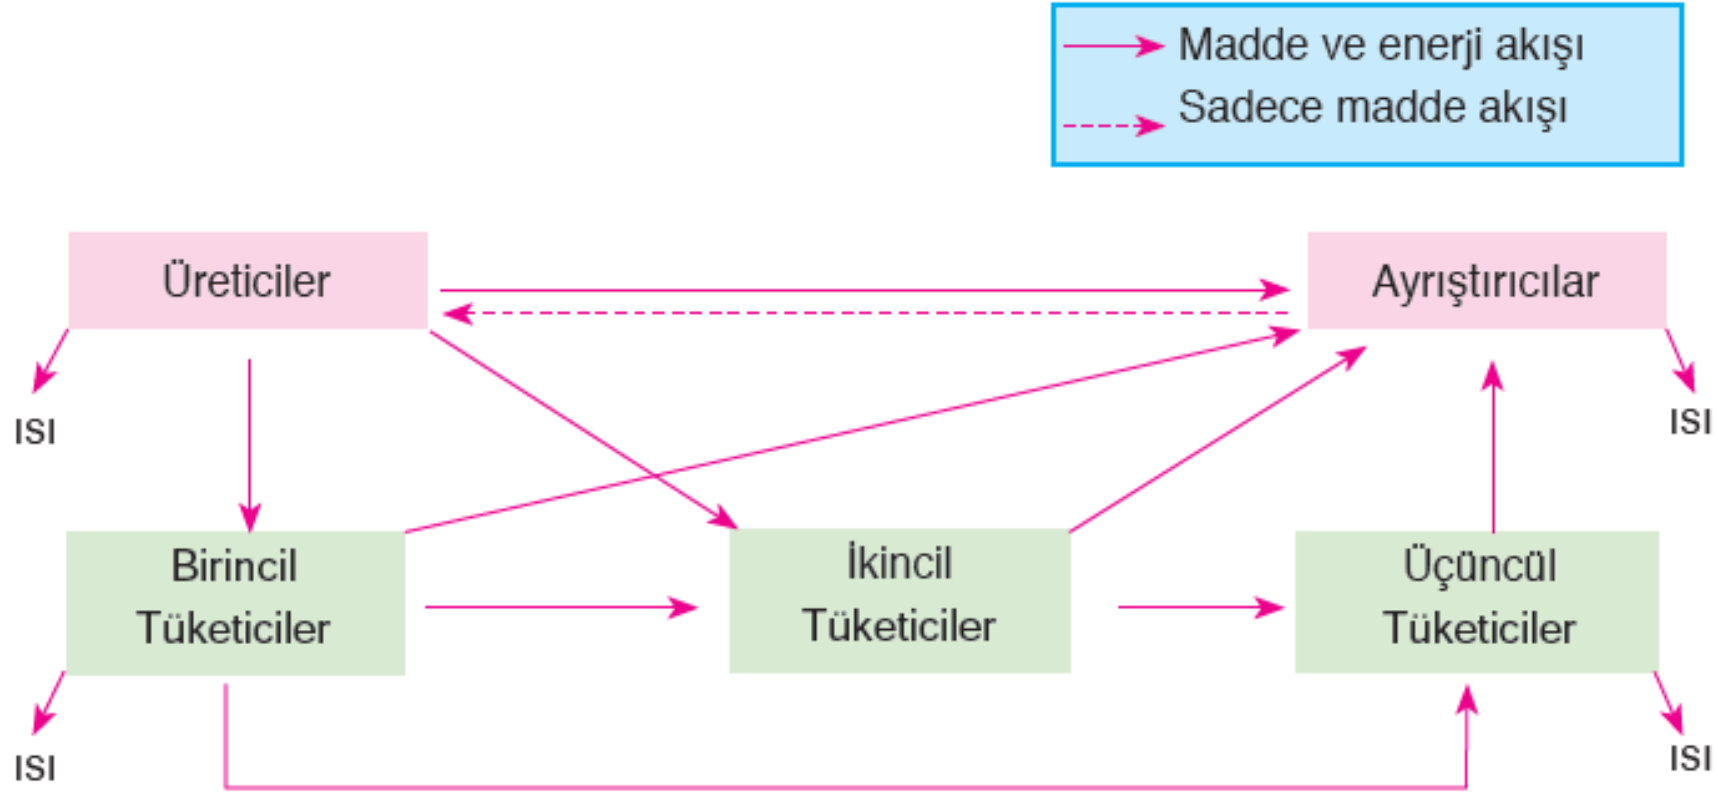 Madde ve enerji akışı
Sadece madde akışı
Üreticiler
Ayrıştırıcılar
ISI
ISI
Birincil
Tüketiciler
İkincil
Tüketiciler
Üçüncül
Tüketiciler
ISI
ISI